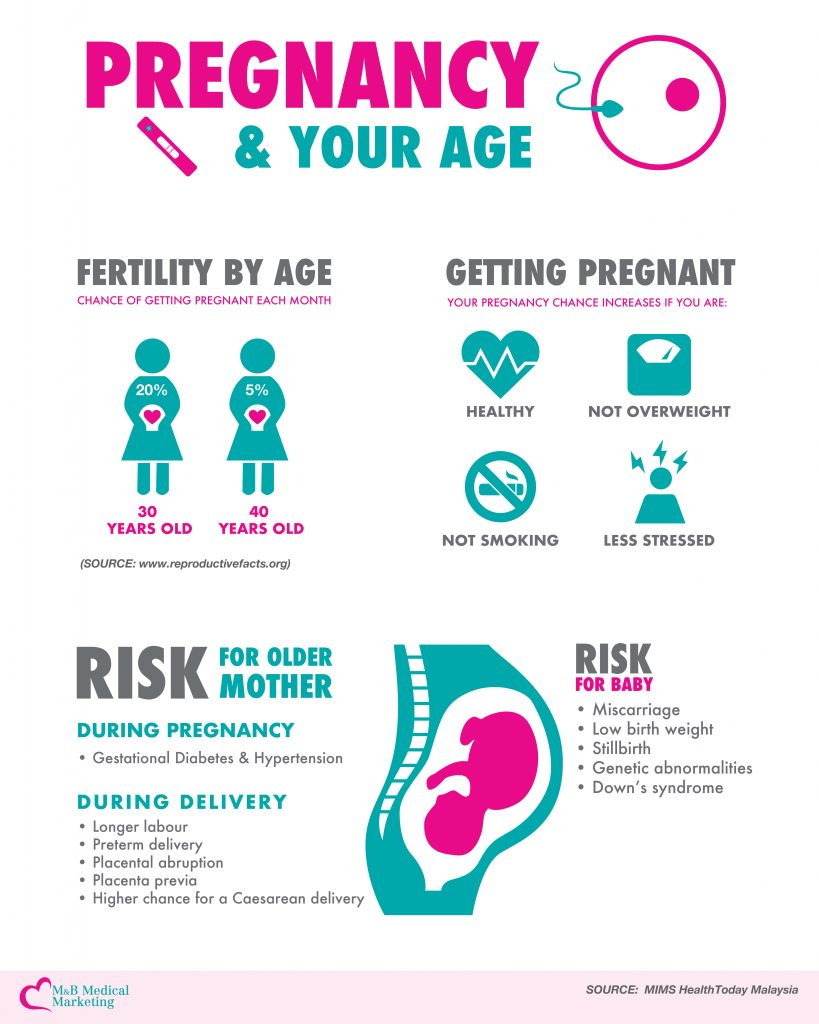 PREGNANCY
& YOUR AGE
FERTILITY BY AGE
CHANCE OF GETTING PREGNANT EACH MONTH
20%
5%
30
YEARS OLD
40
YEARS OLD
(SOURCE: www.reproductivefacts.org)
GETTING PREGNANT
YOUR PREGNANCY CHANCE INCREASES IF YOU ARE:
HEALTHY
NOT OVERWEIGHT
NOT SMOKING
LESS STRESSED
RISK FOR OLDER
MOTHER
DURING PREGNANCY
• Gestational Diabetes & Hypertension
DURING DELIVERY
• Longer labour
• Preterm delivery
• Placental abruption
• Placenta previa
• Higher chance for a Caesarean delivery
RISK
FOR BABY
• Miscarriage
• Low birth weight
• Stillbirth
• Genetic abnormalities
• Down's syndrome
M&B Medical
Marketing
SOURCE: MIMS HealthToday Malaysia